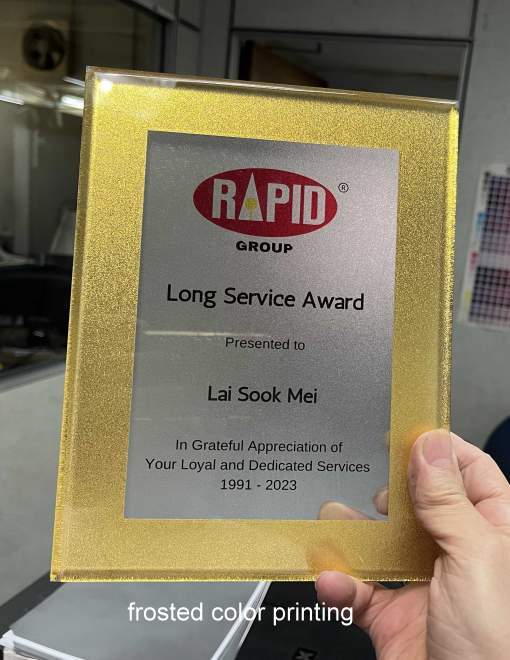 RAPID ®
GROUP
Long Service Award
Presented to
Lai Sook Mei
In Grateful Appreciation of
Your Loyal and Dedicated Services
1991 - 2023
frosted color printing